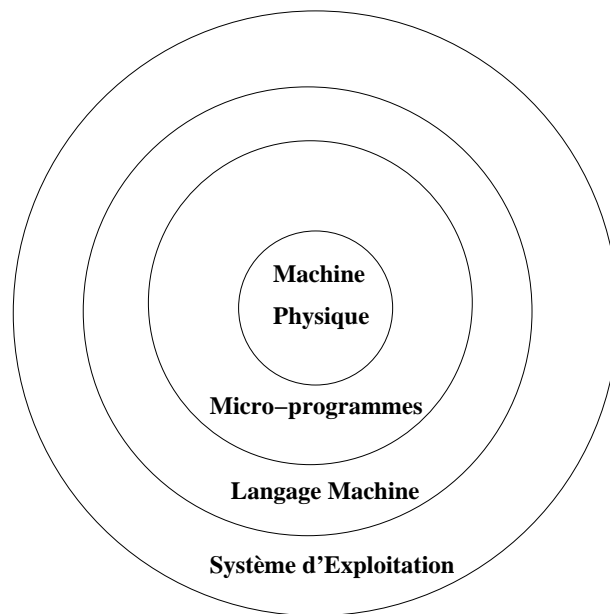 Machine
Physique
Micro−programmes
Langage Machine
Système d'Exploitation